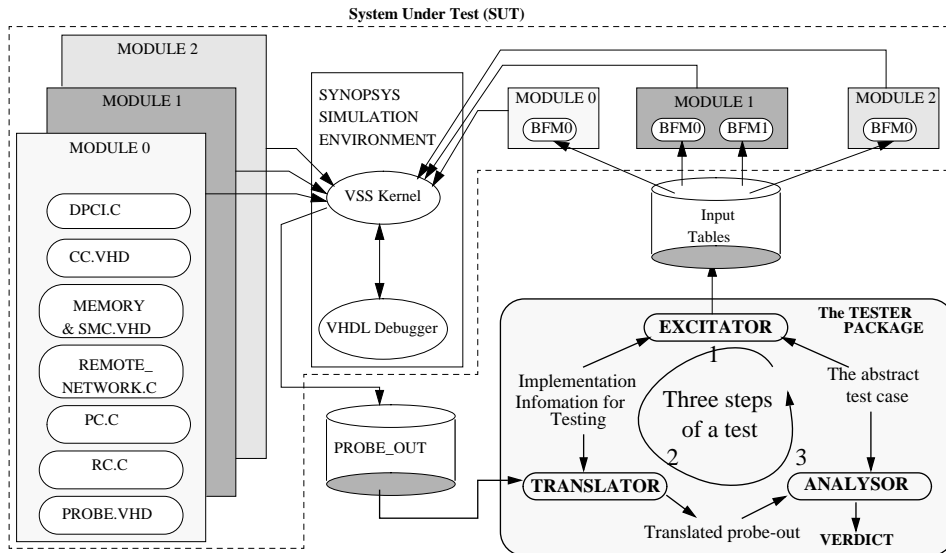 System Under Test (SUT)
MODULE 2
MODULE 1
MODULE 0
DPCI.C
CC.VHD
MEMORY
& SMC.VHD
REMOTE_
NETWORK.C
PC.C
RC.C
PROBE.VHD
SYNOPSYS
SIMULATION
ENVIRONMENT
VSS Kernel
VHDL Debugger
MODULE 0
BFM0
MODULE 1
BFM0
BFM1
MODULE 2
BFM0
Input
Tables
PROBE_OUT
The TESTER
PACKAGE
EXCITATOR
1
Implementation
Infomation for
Testing
Three steps
of a test
The abstract
test case
2
3
TRANSLATOR
ANALYSOR
Translated probe-out
VERDICT